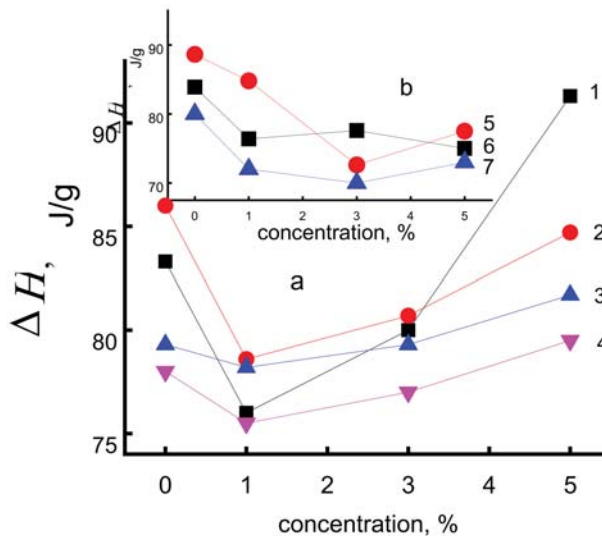 90
80
70
ΔH, J/g
b
5
6
7
0 1 2 3 4 5
concentration, %
90
85
80
75
ΔH, J/g
a
1
2
3
4
0 1 2 3 4 5
concentration, %